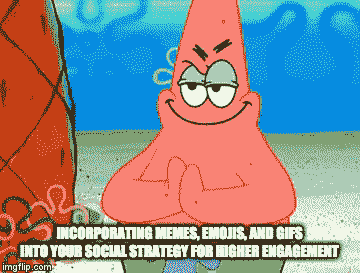 INCORPORATING MEMES, EMOJIS, AND GIFS
INTO YOUR SOCIAL STRATEGY FOR HIGHER ENGAGEMENT
imgflip.com